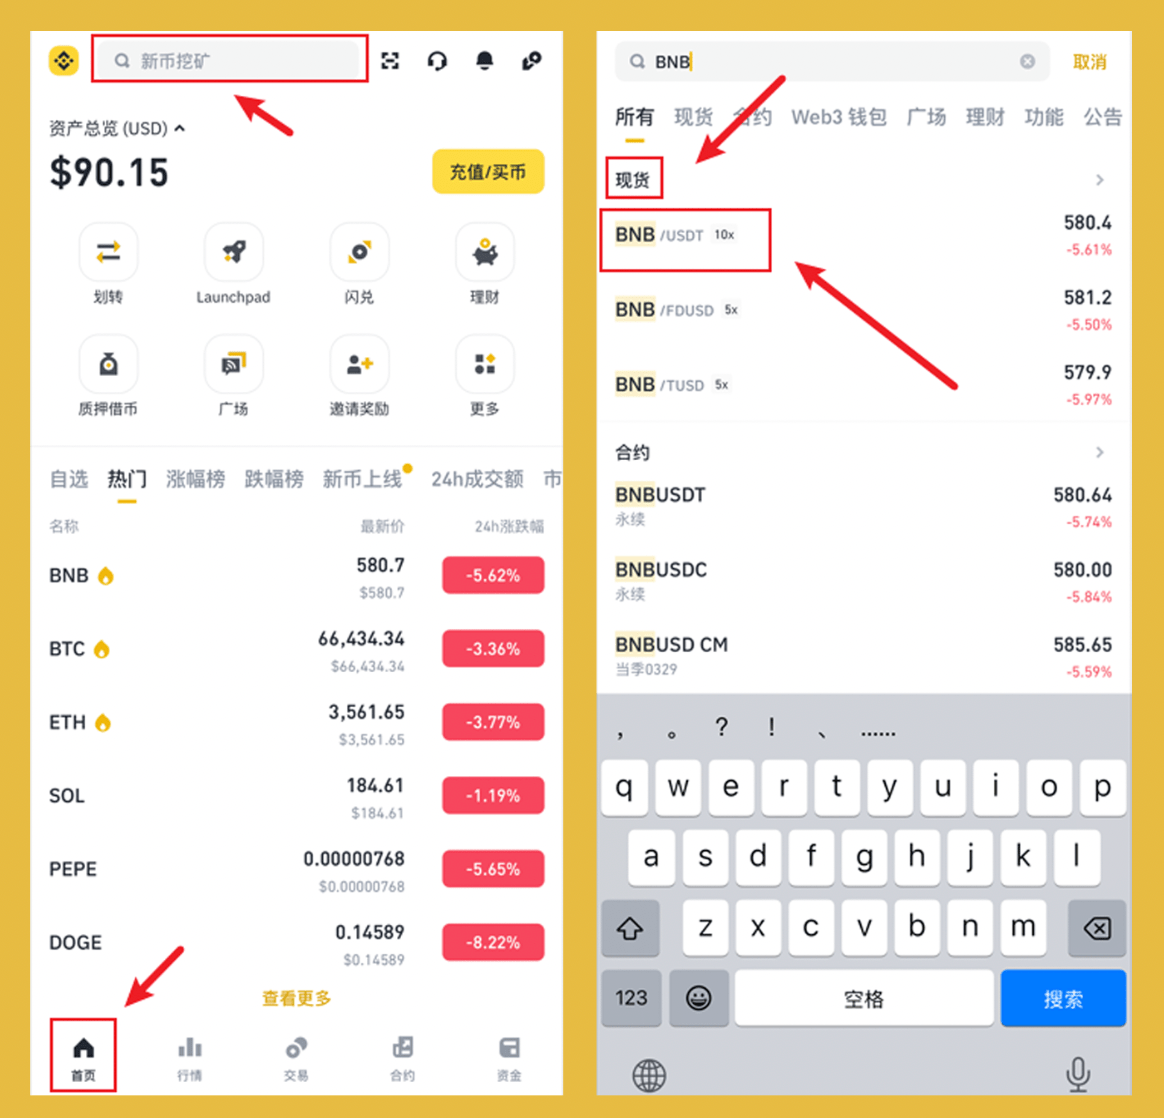 新币挖矿
资产总览 (USD)
$90.15
充值/买币
划转
Launchpad
闪兑
理财
质押借币
广场
邀请奖励
更多
自选 热门 涨幅榜 跌幅榜 新币上线 24h成交额 市
名称 最新价 24h涨跌幅
BNB 580.7 -5.62%
$580.7
BTC 66,434.34 -3.36%
$66,434.34
ETH 3,561.65 -3.77%
$3,561.65
SOL 184.61 -1.19%
$184.61
PEPE 0.00000768 -5.65%
$0.00000768
DOGE 0.14589 -8.22%
$0.14589
查看更多
首页 行情 交易 合约 资金
BNB 取消
所有 现货 合约 Web3 钱包 广场 理财 功能 公告
现货
BNB /USDT 10x 580.4
-5.61%
BNB /FDUSD 5x 581.2
-5.50%
BNB /TUSD 5x 579.9
-5.97%
合约
BNBUSDT 580.64
永续 -5.74%
BNBUSDC 580.00
永续 -5.84%
BNBUSD CM 585.65
当季0329 -5.59%
， 。 ？ ！ 、 ……
q w e r t y u i o p
a s d f g h j k l
z x c v b n m
123 空格 搜索